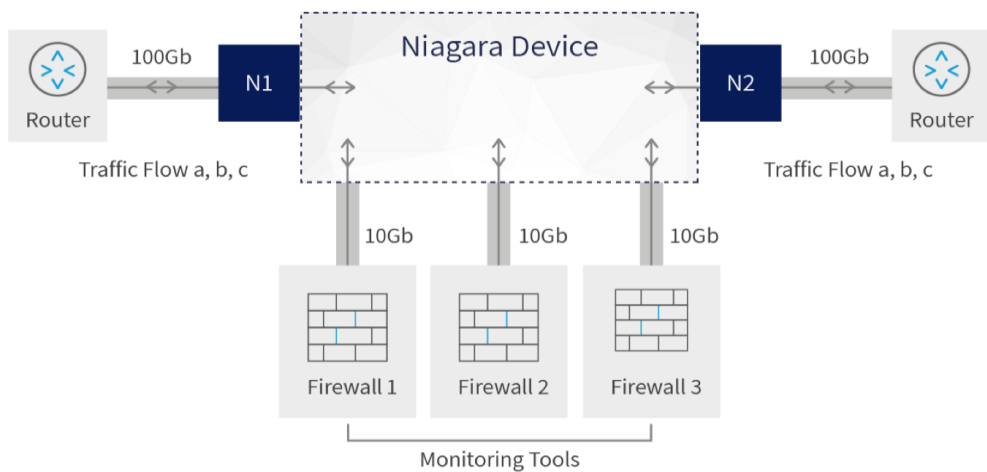 Niagara Device
100Gb
N1
N2
100Gb
Router
Router
Traffic Flow a, b, c
Traffic Flow a, b, c
10Gb
10Gb
10Gb
Firewall 1
Firewall 2
Firewall 3
Monitoring Tools